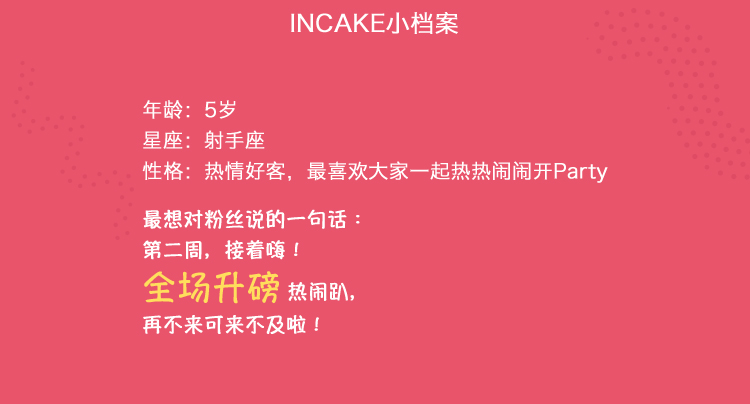 INCAKE小档案
年龄：5岁
星座：射手座
性格：热情好客，最喜欢大家一起热热闹闹开Party
最想对粉丝说的一句话：
第二周，接着嗨！
全场升磅 热闹趴，
再不来可来不及啦！